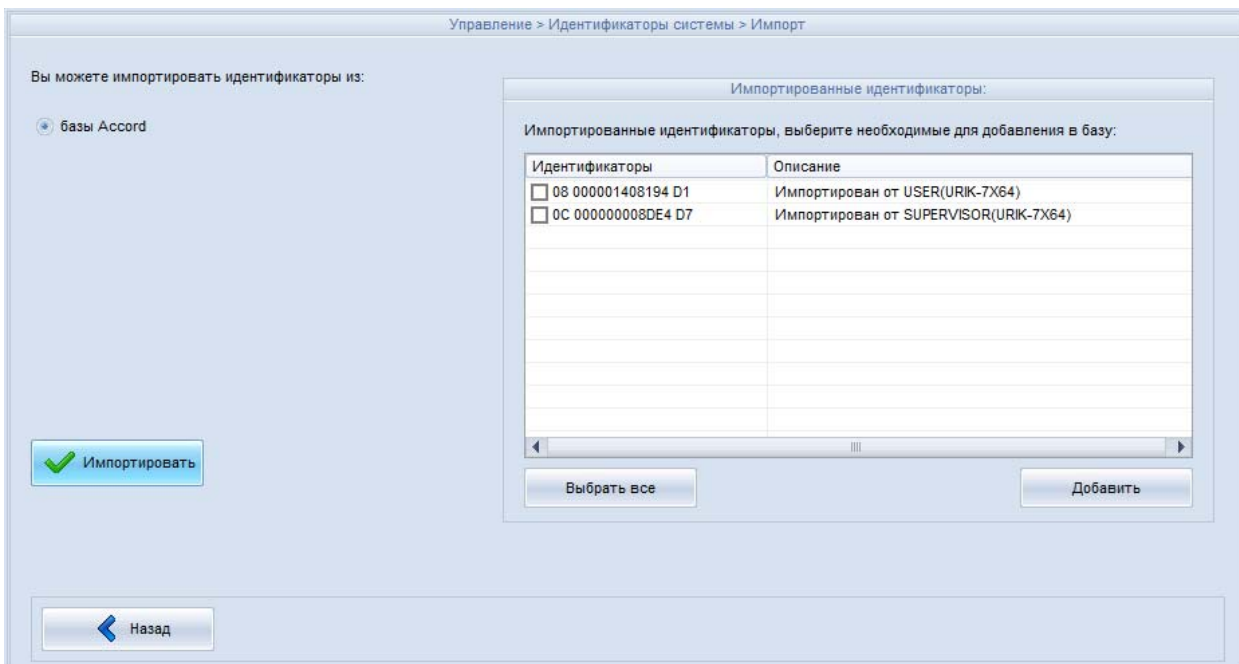 Управление > Идентификаторы системы > Импорт
Вы можете импортировать идентификаторы из:
базы Accord
Импортировать
Импортированные идентификаторы:
Импортированные идентификаторы, выберите необходимые для добавления в базу:
Идентификаторы Описание
08 000001408194 D1 Импортирован от USER(URIK-7X64)
0C 000000008DE4 D7 Импортирован от SUPERVISOR(URIK-7X64)
Выбрать все Добавить
Назад